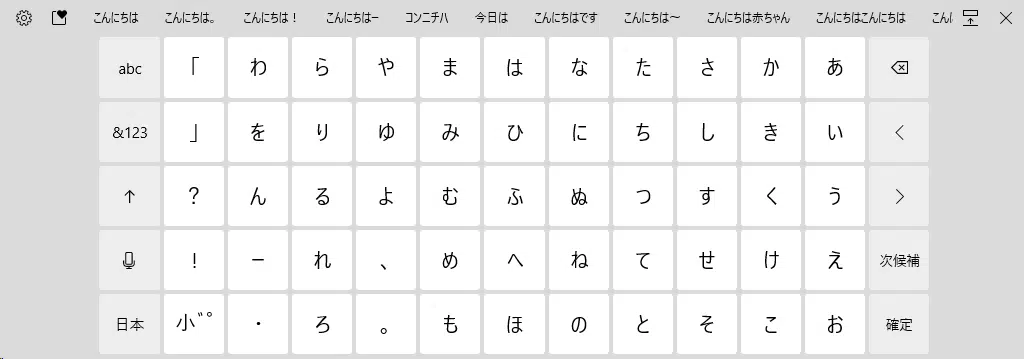 こんにちは こんにちは。 こんにちは！ こんにちはー コンニチハ 今日は こんにちはです こんにちは〜 こんにちは赤ちゃん こんにちはこんにちは こん
abc 「 わ ら や ま は な た さ か あ
&123 」 を り ゆ み ひ に ち し き い <
↑ ? ん る よ む ふ ぬ つ す く う >
! ー れ 、 め へ ね て せ け え 次候補
日本 小゛゜ ・ ろ 。 も ほ の と そ こ お 確定